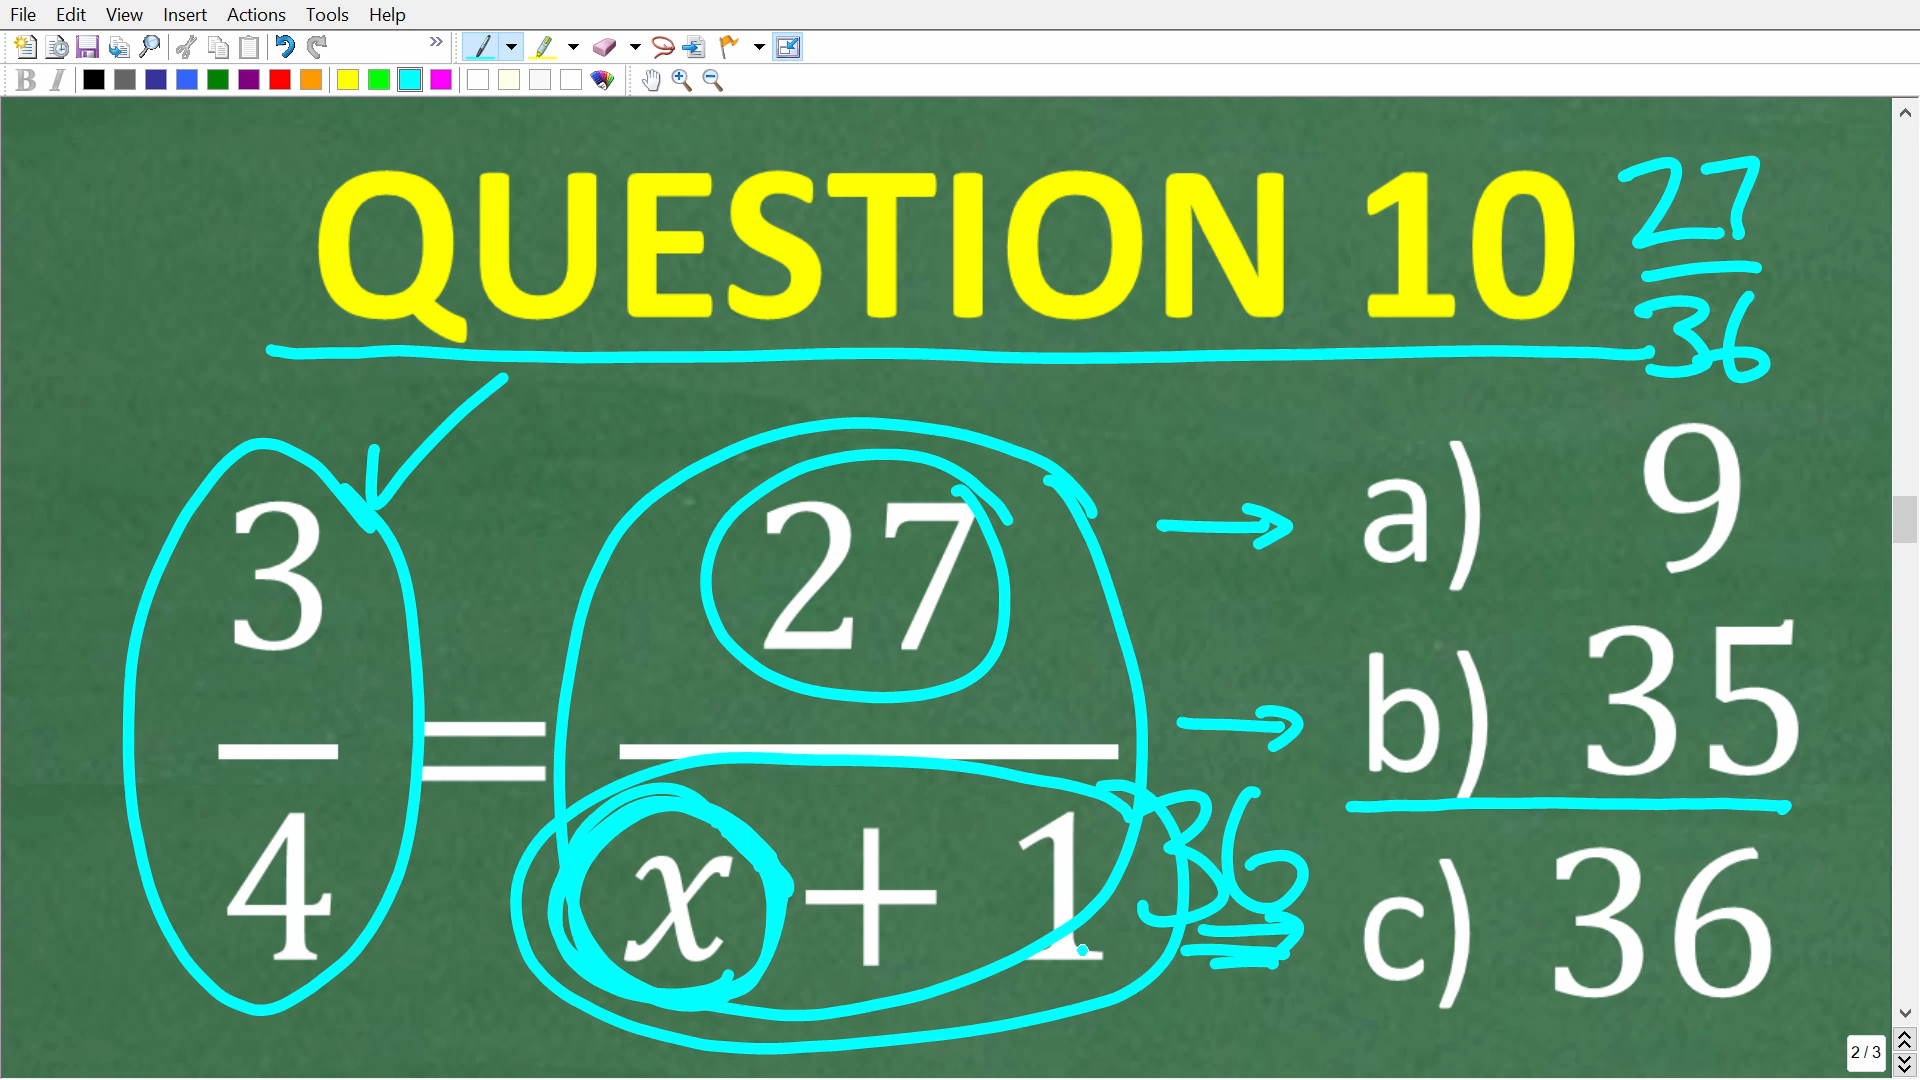 File Edit View Insert Actions Tools Help
B I
QUESTION 10
27
36
3
4
=
27
x + 1
36
a) 9
b) 35
c) 36
2 / 3